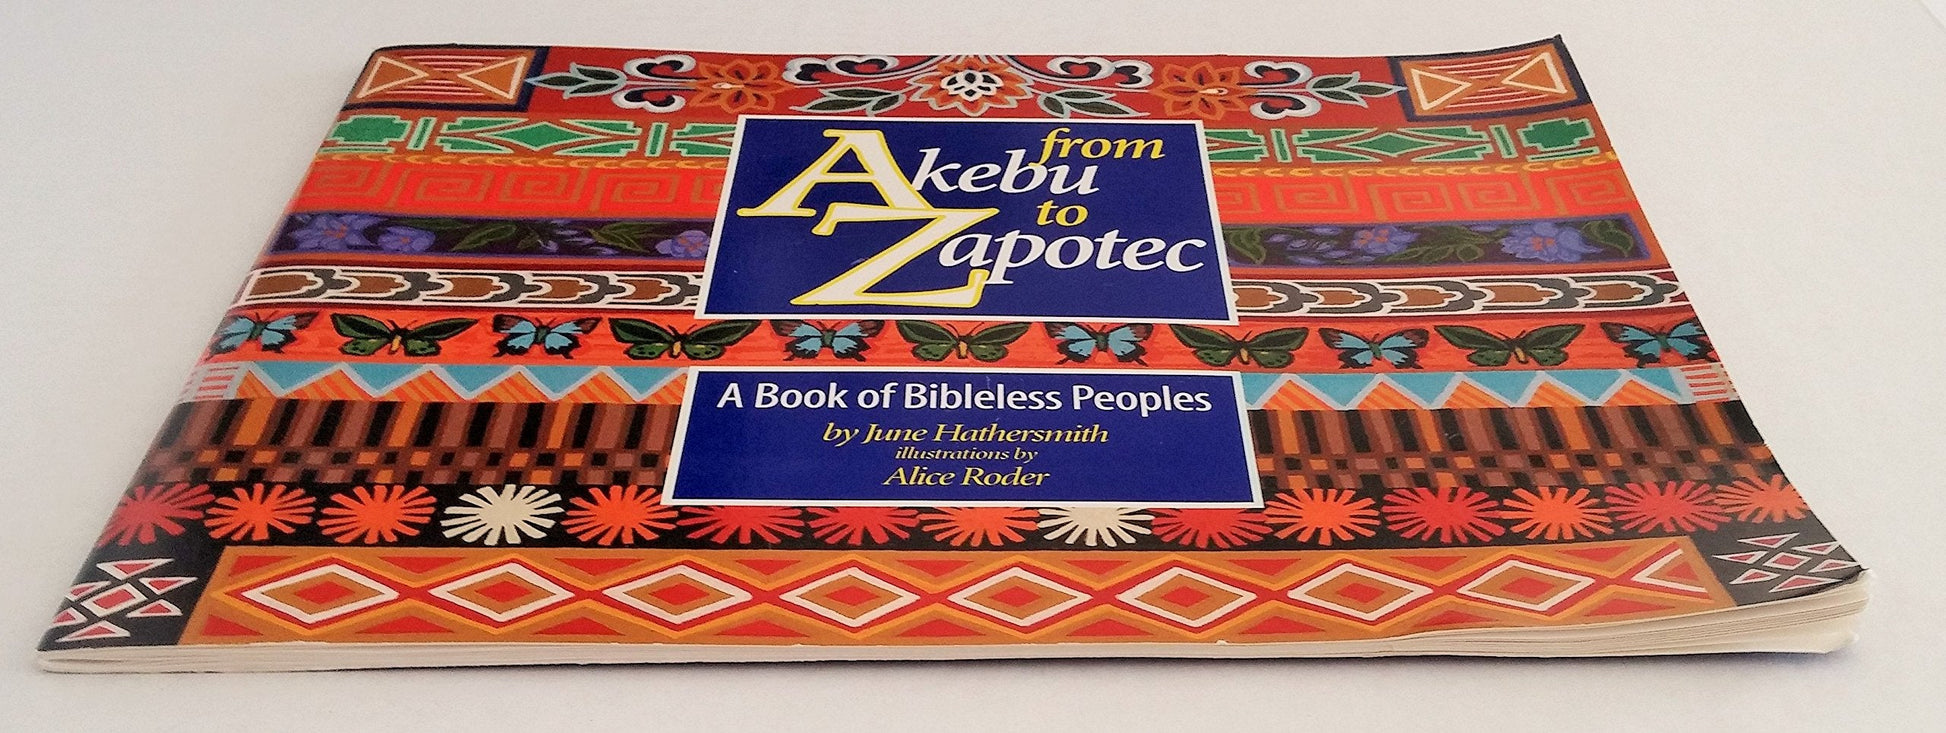 from
Akebu
to
Zapotec
A Book of Bibleless Peoples
by June Hathersmith
illustrations by
Alice Roder